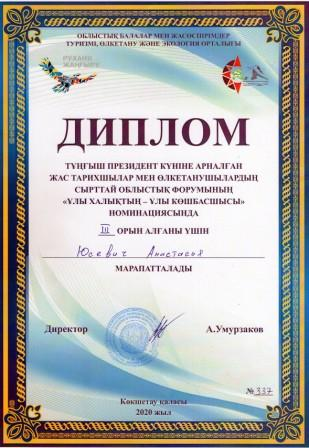 ОБЛЫСТЫҚ БАЛАЛАР МЕН ЖАСӨСПІРІМДЕР
ТУРИЗМІ, ӨЛКЕТАНУ ЖӘНЕ ЭКОЛОГИЯ ОРТАЛЫҒЫ
РУХАНИ
ЖАҢҒЫРУ
ДИПЛОМ
ТҰҢҒЫШ ПРЕЗИДЕНТ КҮНІНЕ АРНАЛҒАН
ЖАС ТАРИХШЫЛАР МЕН ӨЛКЕТАНУШЫЛАРДЫҢ
СЫРТТАЙ ОБЛЫСТЫҚ ФОРУМЫНЫҢ
«ҰЛЫ ХАЛЫҚТЫҢ – ҰЛЫ КӨШБАСШЫСЫ»
НОМИНАЦИЯСЫНДА
III ОРЫН АЛҒАНЫ ҮШІН
Юсевич Анастасья
МАРАПАТТАЛАДЫ
Директор А.Умурзаков
№ 337
Көкшетау қаласы
2020 жыл